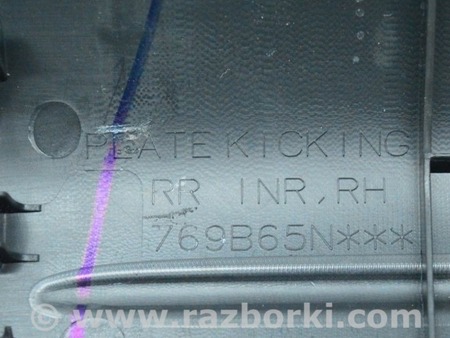 PLATE KICKING
RR INR, RH
769B65N***
www.razborki.com